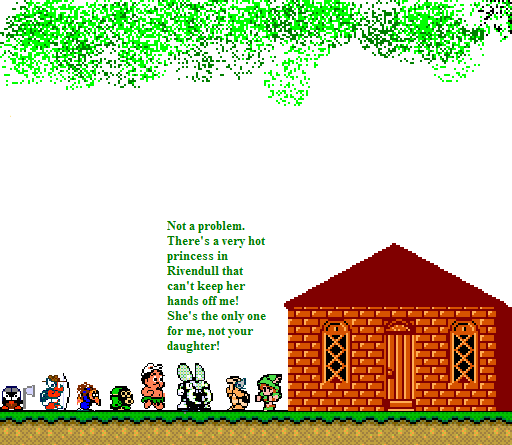 Not a problem.
There's a very hot
princess in
Rivendull that
can't keep her
hands off me!
She's the only one
for me, not your
daughter!